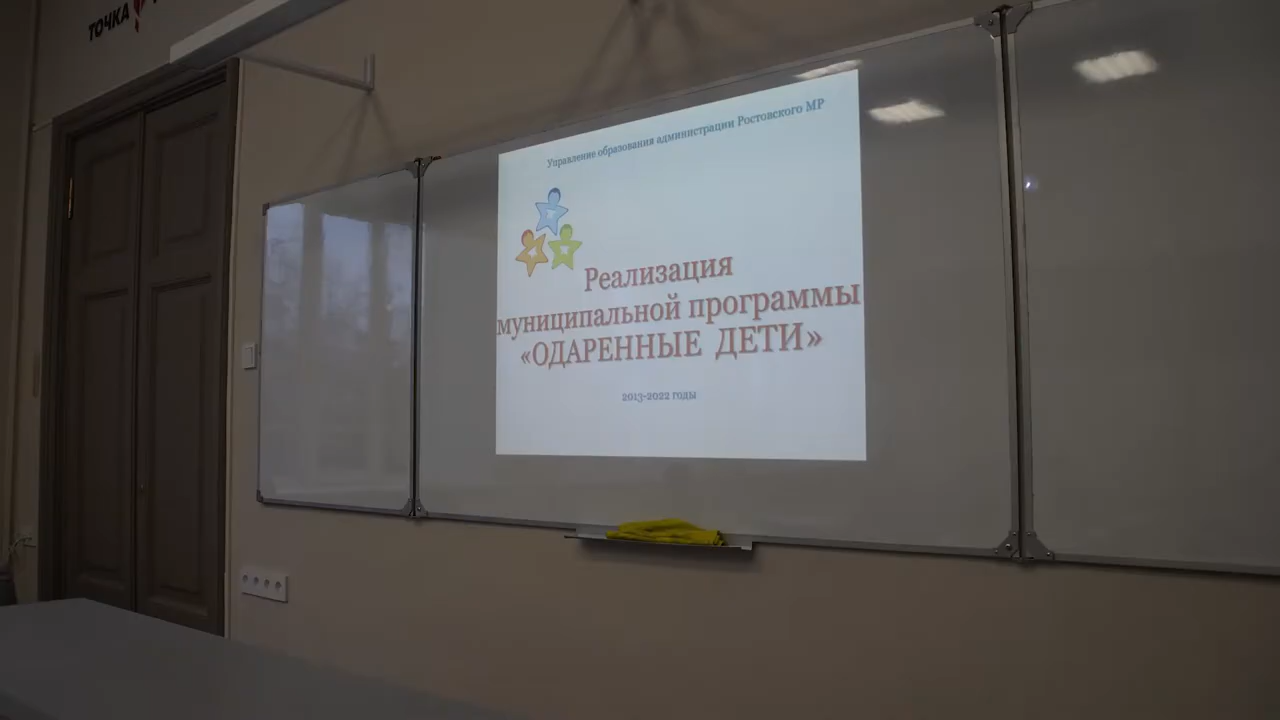 ТОЧКА
Управление образования администрации Ростовского МР
Реализация
муниципальной программы
«ОДАРЕННЫЕ ДЕТИ»
2013-2022 годы